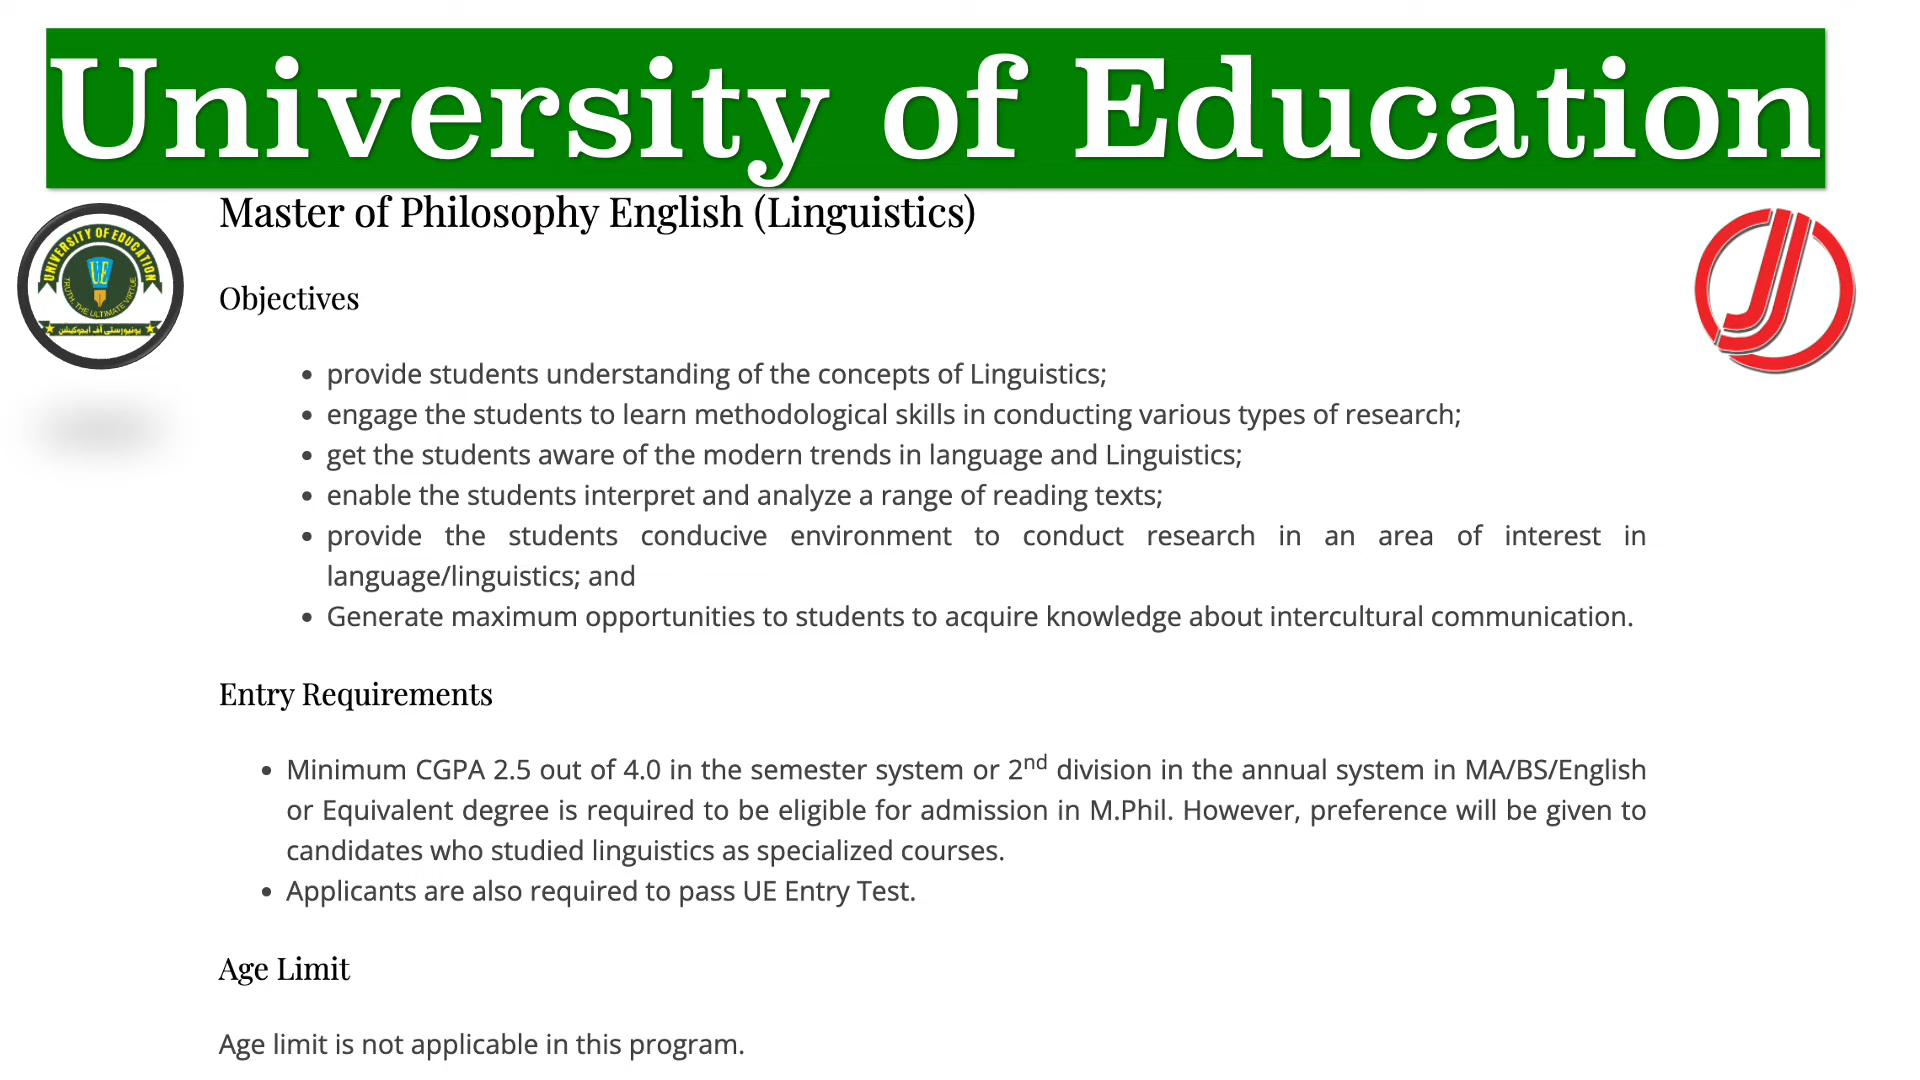 University of Education
Master of Philosophy English (Linguistics)
UNIVERSITY OF EDUCATION
UE
TRUTH, THE ULTIMATE VIRTUE
یونیورسٹی آف ایجوکیشن
Objectives
• provide students understanding of the concepts of Linguistics;
• engage the students to learn methodological skills in conducting various types of research;
• get the students aware of the modern trends in language and Linguistics;
• enable the students interpret and analyze a range of reading texts;
• provide the students conducive environment to conduct research in an area of interest in
language/linguistics; and
• Generate maximum opportunities to students to acquire knowledge about intercultural communication.
Entry Requirements
• Minimum CGPA 2.5 out of 4.0 in the semester system or 2nd division in the annual system in MA/BS/English
or Equivalent degree is required to be eligible for admission in M.Phil. However, preference will be given to
candidates who studied linguistics as specialized courses.
• Applicants are also required to pass UE Entry Test.
Age Limit
Age limit is not applicable in this program.